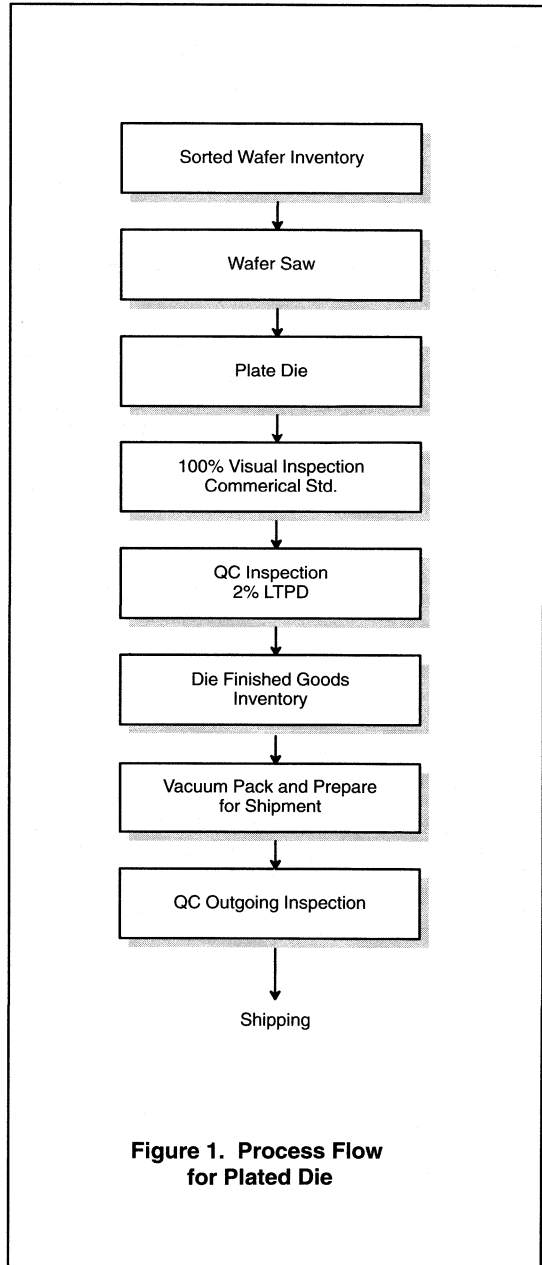 Sorted Wafer Inventory
Wafer Saw
Plate Die
100% Visual Inspection
Commerical Std.
QC Inspection
2% LTPD
Die Finished Goods
Inventory
Vacuum Pack and Prepare
for Shipment
QC Outgoing Inspection
Shipping
Figure 1. Process Flow
for Plated Die